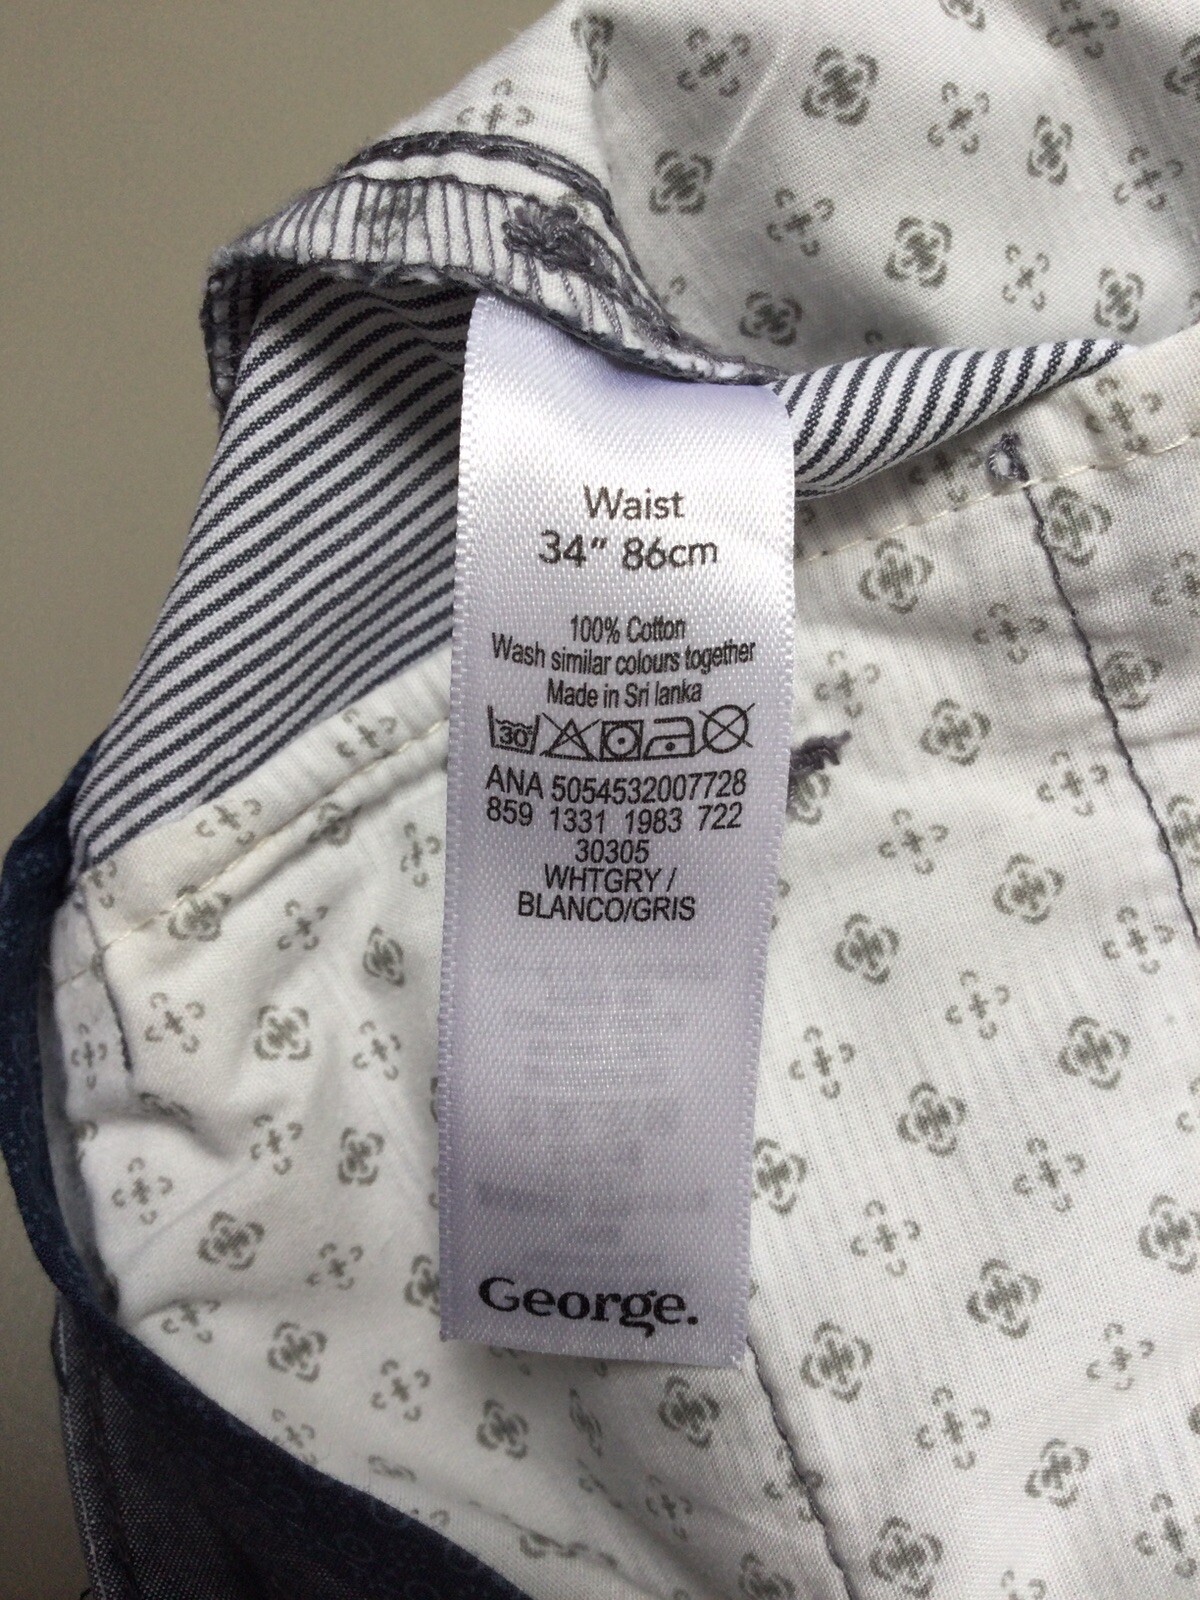 Waist
34" 86cm
100% Cotton
Wash similar colours together
Made in Sri lanka
30°
ANA 5054532007728
859 1331 1983 722
30305
WHTGRY /
BLANCO/GRIS
George.